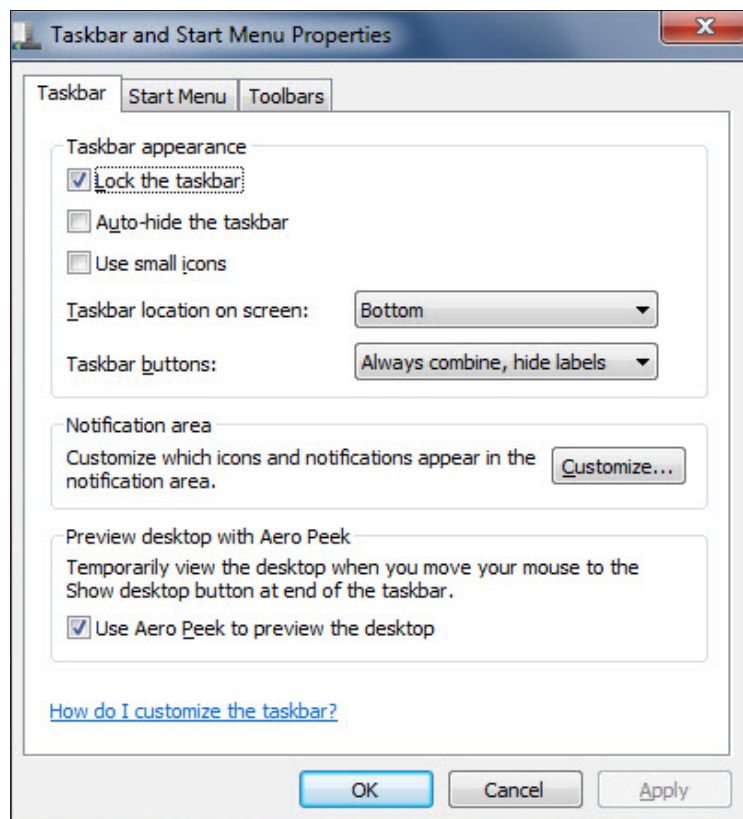 Taskbar and Start Menu Properties
Taskbar
Start Menu
Toolbars
Taskbar appearance
Lock the taskbar
Auto-hide the taskbar
Use small icons
Taskbar location on screen:
Bottom
Taskbar buttons:
Always combine, hide labels
Notification area
Customize which icons and notifications appear in the
notification area.
Customize...
Preview desktop with Aero Peek
Temporarily view the desktop when you move your mouse to the
Show desktop button at end of the taskbar.
Use Aero Peek to preview the desktop
How do I customize the taskbar?
OK
Cancel
Apply